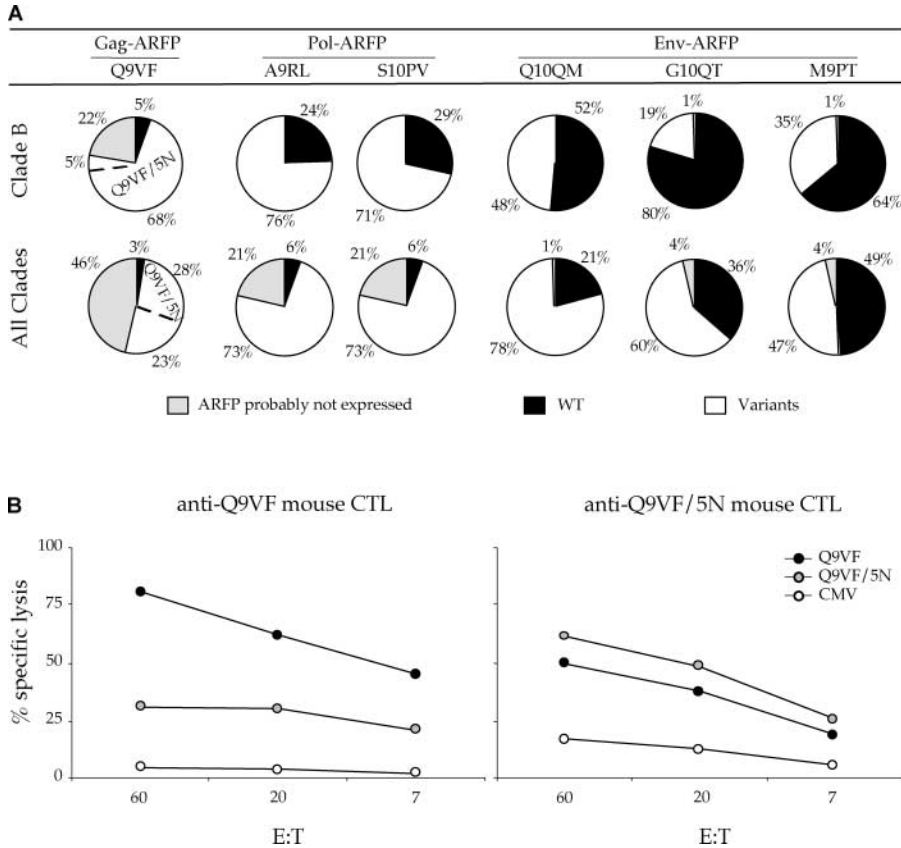 A
Gag-ARFP Pol-ARFP Env-ARFP
Q9VF A9RL S10PV Q10QM G10QT M9PT
Clade B
22% 5% 5% Q9VF/5N 68%
24% 76%
29% 71%
52% 48%
19% 1% 80%
35% 1% 64%
All Clades
46% 3% 28% Q9VF/5N 23%
21% 6% 73%
21% 6% 73%
1% 21% 78%
4% 36% 60%
4% 49% 47%
ARFP probably not expressed WT Variants
B
anti-Q9VF mouse CTL anti-Q9VF/5N mouse CTL
% specific lysis
100
75
50
25
0
Q9VF
Q9VF/5N
CMV
60 20 7 60 20 7
E:T E:T